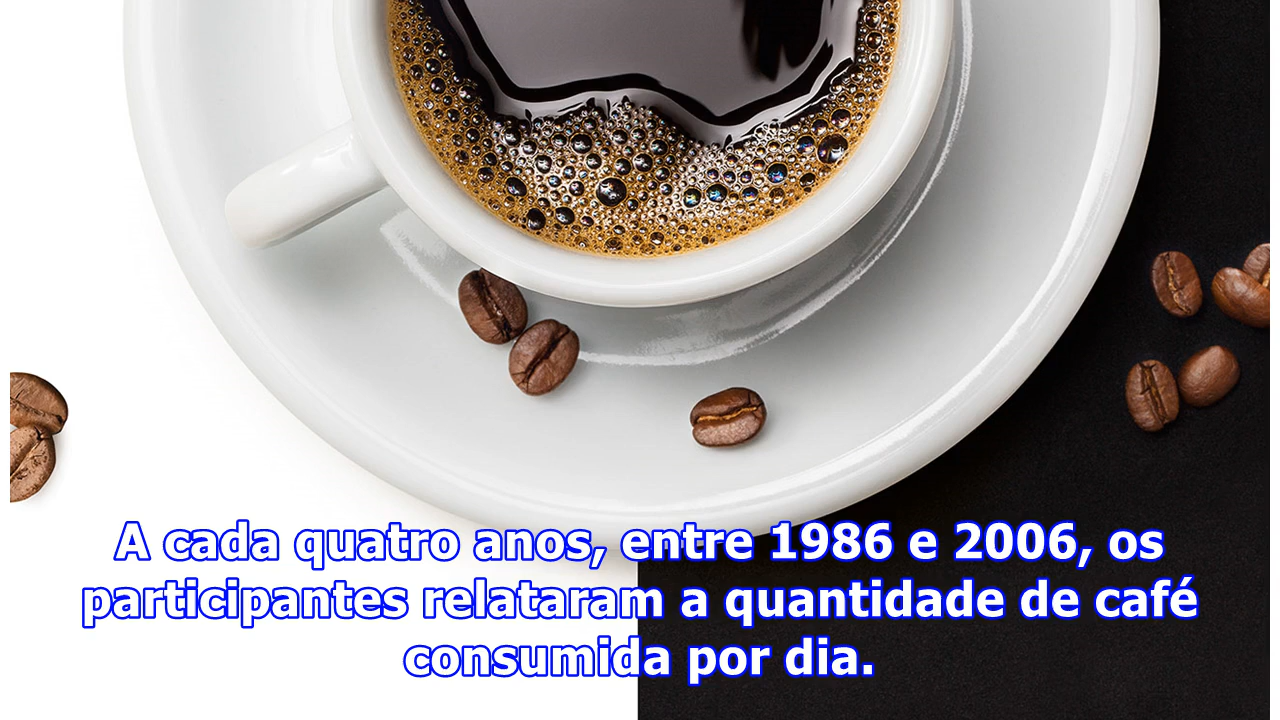 A cada quatro anos, entre 1986 e 2006, os
participantes relataram a quantidade de café
consumida por dia.